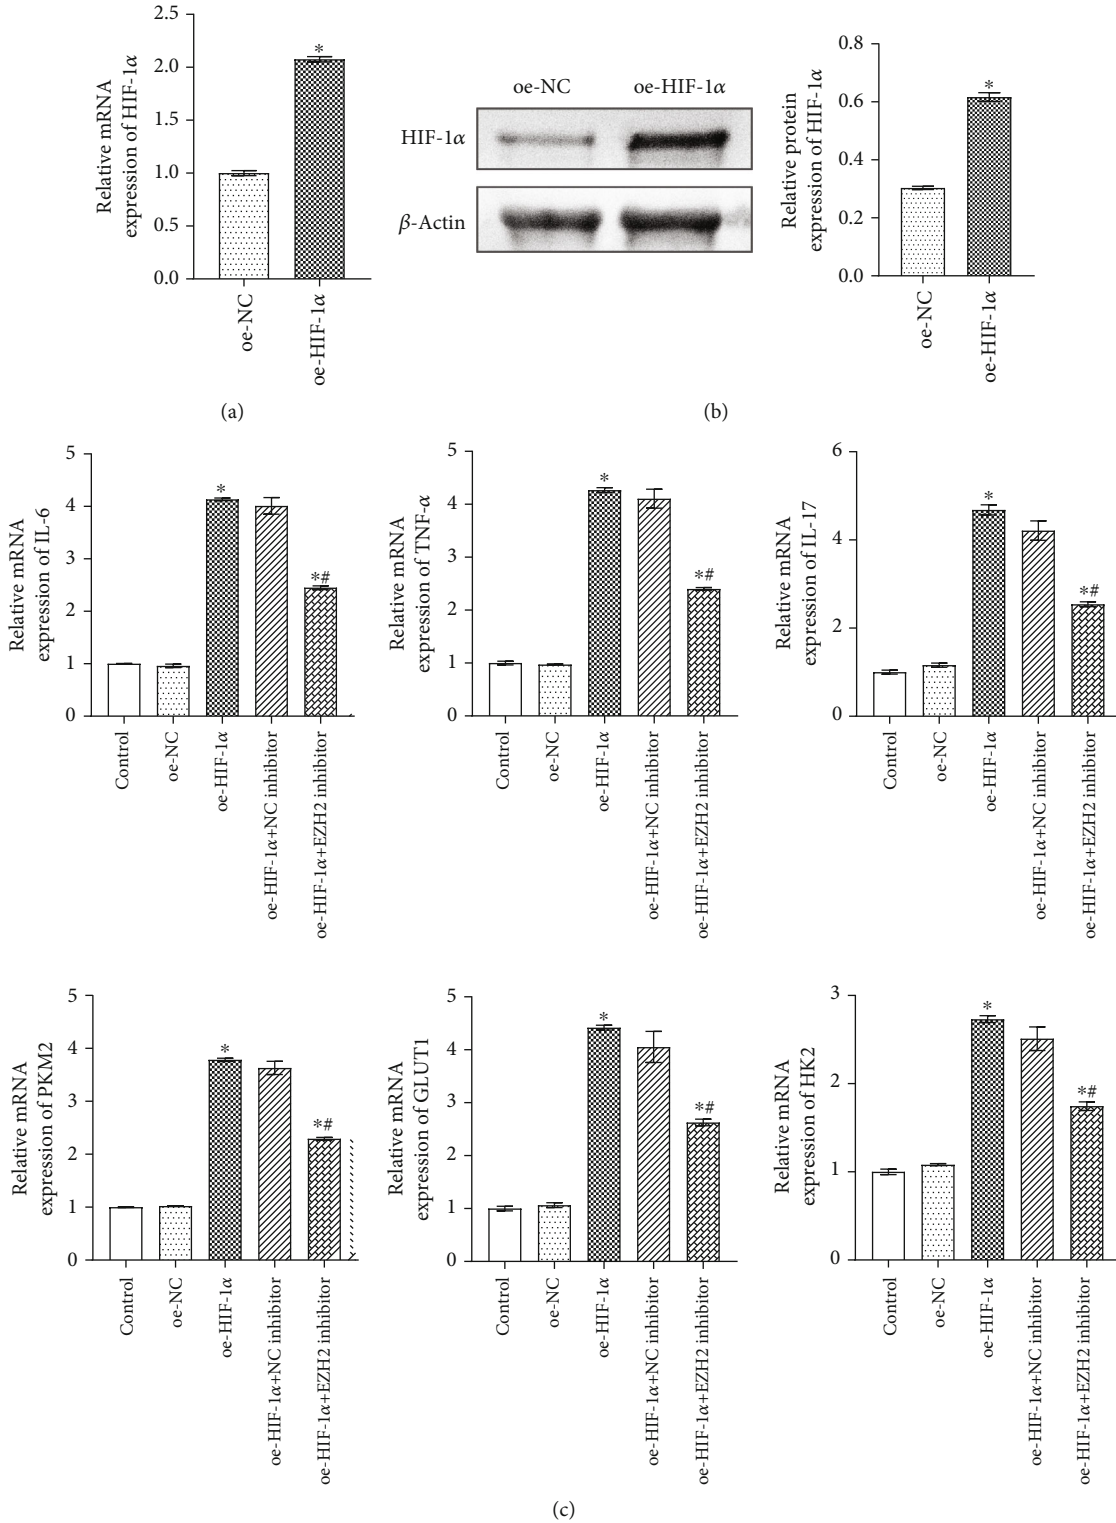 Relative mRNA
expression of HIF-1α
2.5
2.0
1.5
1.0
0.5
0.0
*
oe-NC
oe-HIF-1α
(a)
oe-NC oe-HIF-1α
HIF-1α
β-Actin
Relative protein
expression of HIF-1α
0.8
0.6
0.4
0.2
0.0
*
oe-NC
oe-HIF-1α
(b)
Relative mRNA
expression of IL-6
5
4
3
2
1
0
*
*#
Control
oe-NC
oe-HIF-1α
oe-HIF-1α+NC inhibitor
oe-HIF-1α+EZH2 inhibitor
Relative mRNA
expression of TNF-α
5
4
3
2
1
0
*
*#
Control
oe-NC
oe-HIF-1α
oe-HIF-1α+NC inhibitor
oe-HIF-1α+EZH2 inhibitor
Relative mRNA
expression of IL-17
6
4
2
0
*
*#
Control
oe-NC
oe-HIF-1α
oe-HIF-1α+NC inhibitor
oe-HIF-1α+EZH2 inhibitor
Relative mRNA
expression of PKM2
5
4
3
2
1
0
*
*#
Control
oe-NC
oe-HIF-1α
oe-HIF-1α+NC inhibitor
oe-HIF-1α+EZH2 inhibitor
Relative mRNA
expression of GLUT1
5
4
3
2
1
0
*
*#
Control
oe-NC
oe-HIF-1α
oe-HIF-1α+NC inhibitor
oe-HIF-1α+EZH2 inhibitor
Relative mRNA
expression of HK2
3
2
1
0
*
*#
Control
oe-NC
oe-HIF-1α
oe-HIF-1α+NC inhibitor
oe-HIF-1α+EZH2 inhibitor
(c)